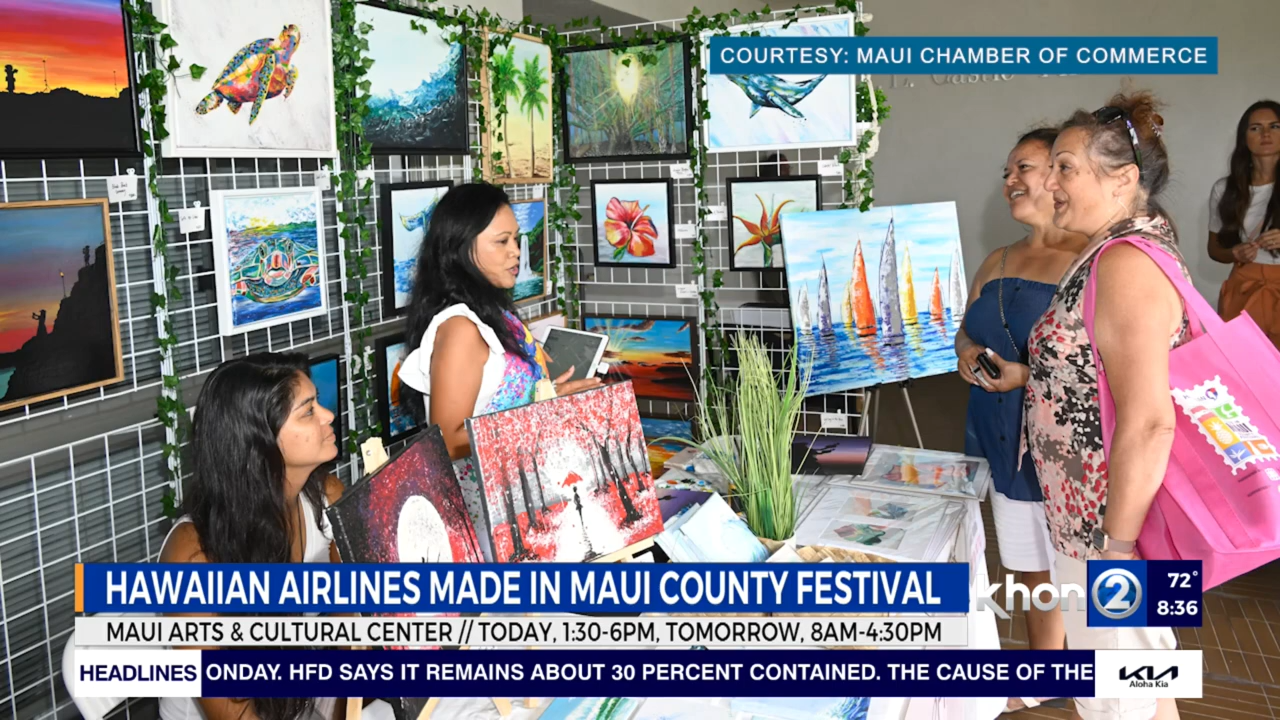 COURTESY: MAUI CHAMBER OF COMMERCE
HAWAIIAN AIRLINES MADE IN MAUI COUNTY FESTIVAL
MAUI ARTS & CULTURAL CENTER // TODAY, 1:30-6PM, TOMORROW, 8AM-4:30PM
khon 2
72°
8:36
HEADLINES
ONDAY. HFD SAYS IT REMAINS ABOUT 30 PERCENT CONTAINED. THE CAUSE OF THE
KIA
Aloha Kia